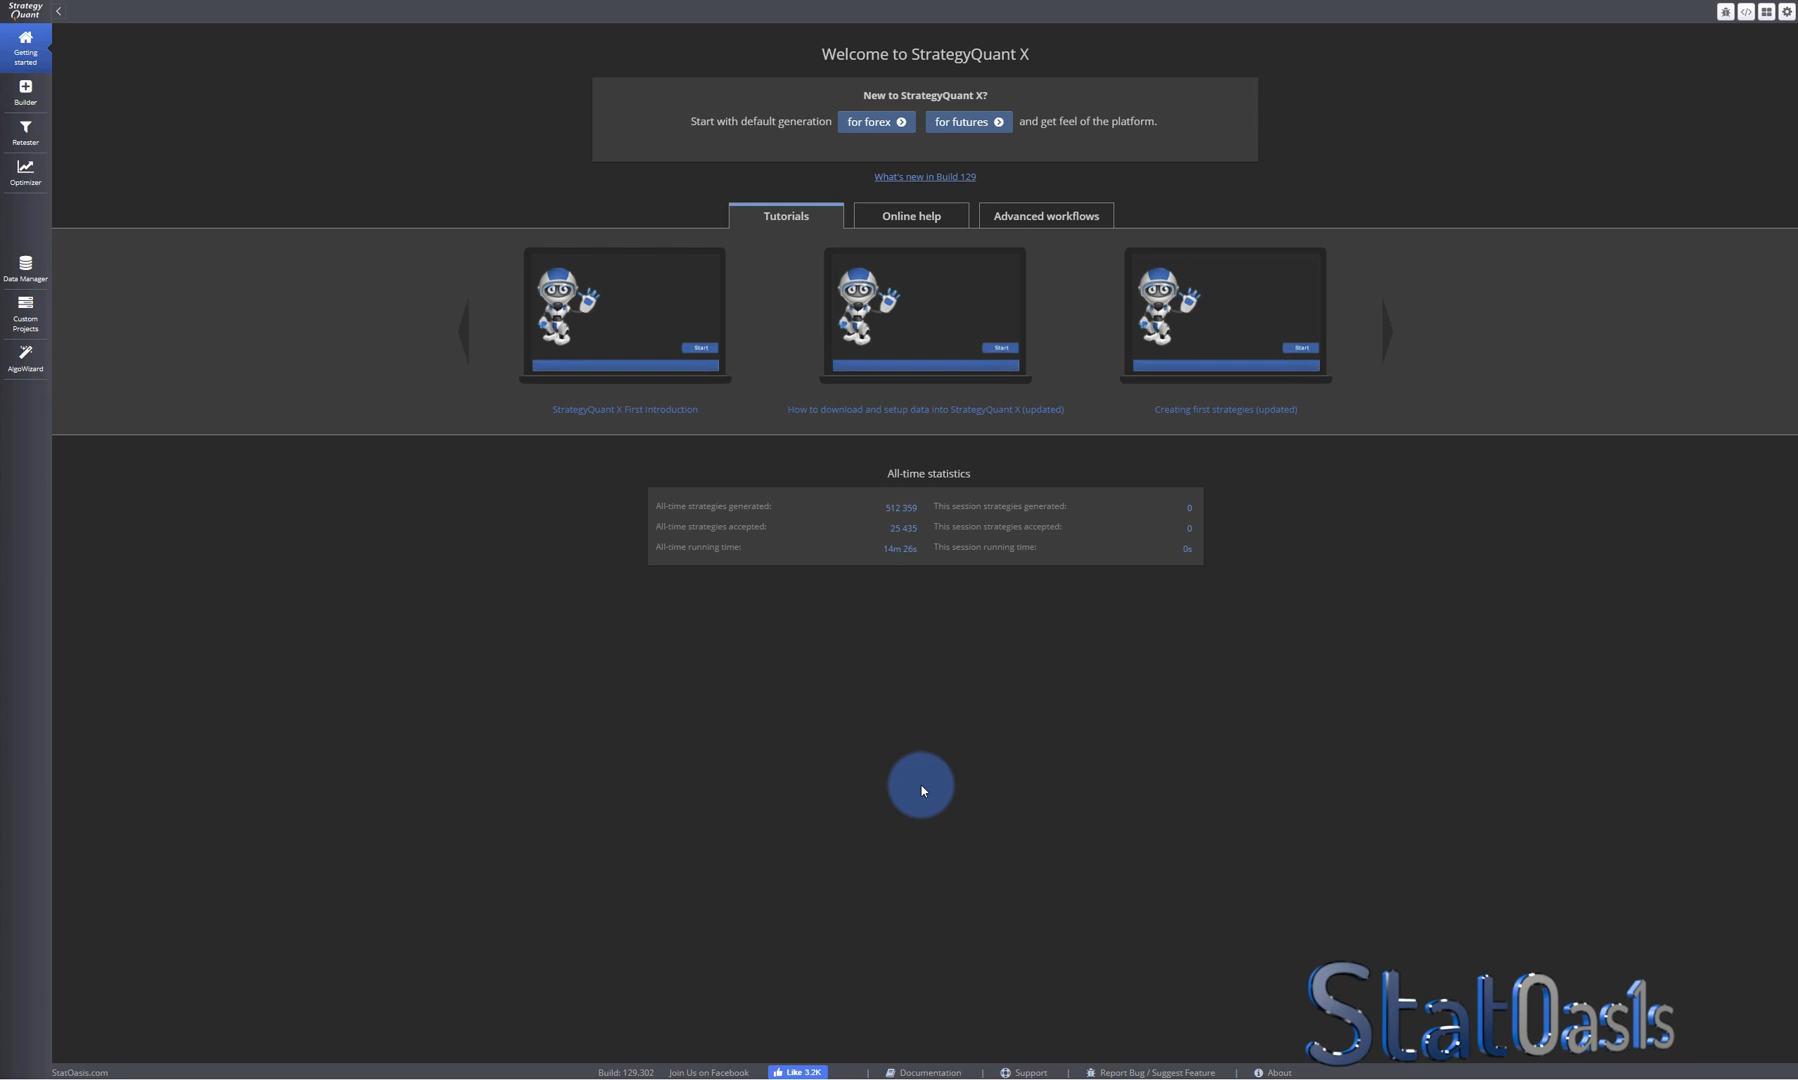 Strategy
Quant
Getting
started
Builder
Retester
Optimizer
Data Manager
Custom
Projects
AlgoWizard
Welcome to StrategyQuant X
New to StrategyQuant X?
Start with default generation for forex for futures and get feel of the platform.
What's new in Build 129
Tutorials Online help Advanced workflows
Start Start Start
StrategyQuant X First Introduction How to download and setup data into StrategyQuant X (updated) Creating first strategies (updated)
All-time statistics
All-time strategies generated: 512 359 This session strategies generated: 0
All-time strategies accepted: 25 435 This session strategies accepted: 0
All-time running time: 14m 26s This session running time: 0s
StatOas1s
StatOasis.com Build: 129.302 Join Us on Facebook Like 3.2K | Documentation | Support | Report Bug / Suggest Feature | About